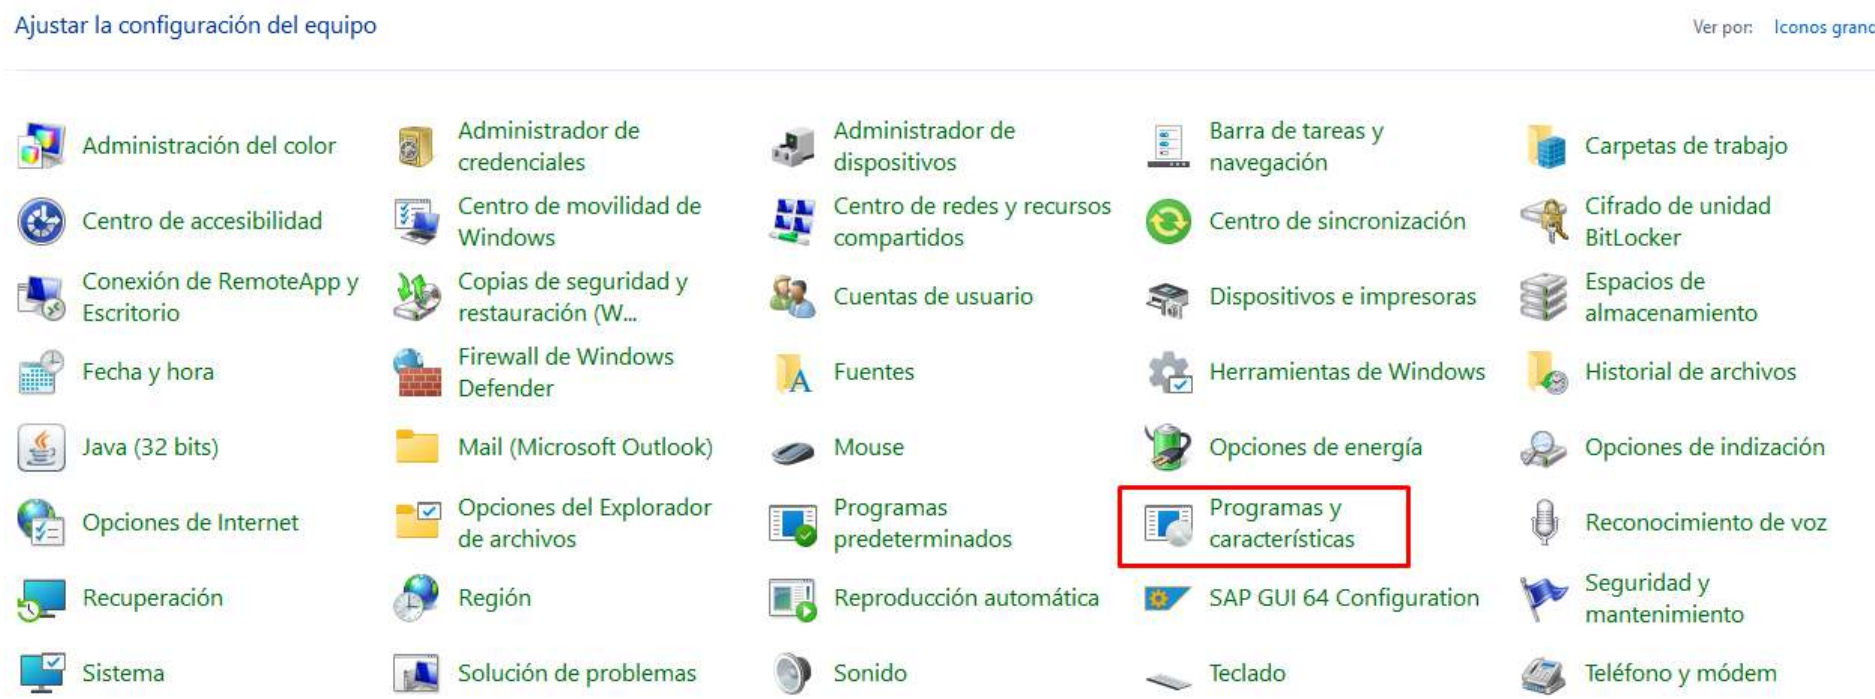 Ajustar la configuración del equipo
Ver por: Iconos grand
Administración del color
Administrador de
credenciales
Administrador de
dispositivos
Barra de tareas y
navegación
Carpetas de trabajo
Centro de accesibilidad
Centro de movilidad de
Windows
Centro de redes y recursos
compartidos
Centro de sincronización
Cifrado de unidad
BitLocker
Conexión de RemoteApp y
Escritorio
Copias de seguridad y
restauración (W...
Cuentas de usuario
Dispositivos e impresoras
Espacios de
almacenamiento
Fecha y hora
Firewall de Windows
Defender
Fuentes
Herramientas de Windows
Historial de archivos
Java (32 bits)
Mail (Microsoft Outlook)
Mouse
Opciones de energía
Opciones de indización
Opciones de Internet
Opciones del Explorador
de archivos
Programas
predeterminados
Programas y
características
Reconocimiento de voz
Recuperación
Región
Reproducción automática
SAP GUI 64 Configuration
Seguridad y
mantenimiento
Sistema
Solución de problemas
Sonido
Teclado
Teléfono y módem